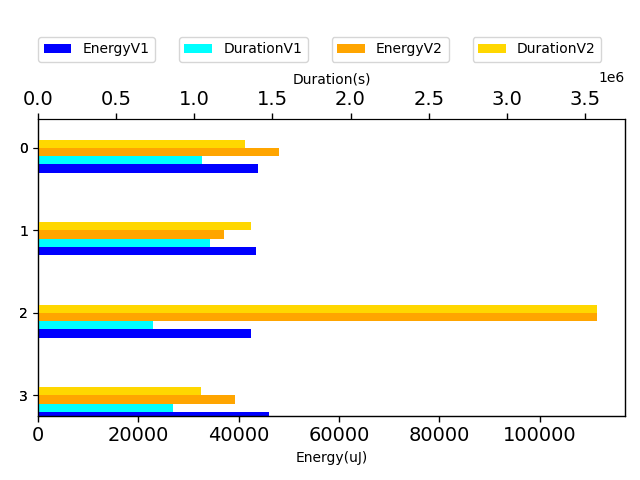 EnergyV1 DurationV1 EnergyV2 DurationV2
Duration(s)
1e6
0.0 0.5 1.0 1.5 2.0 2.5 3.0 3.5
0
1
2
3
0 20000 40000 60000 80000 100000
Energy(uJ)